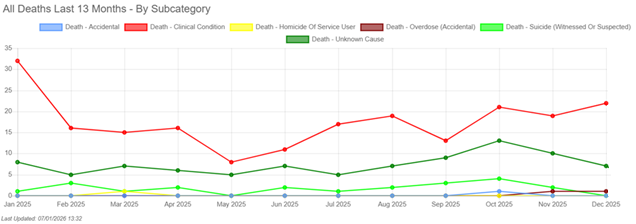 All Deaths Last 13 Months - By Subcategory
Death - Accidental Death - Clinical Condition Death - Homicide Of Service User Death - Overdose (Accidental) Death - Suicide (Witnessed Or Suspected)
Death - Unknown Cause
35
30
25
20
15
10
5
0
Jan 2025 Feb 2025 Mar 2025 Apr 2025 May 2025 Jun 2025 Jul 2025 Aug 2025 Sep 2025 Oct 2025 Nov 2025 Dec 2025
Last Updated: 07/01/2026 13:32